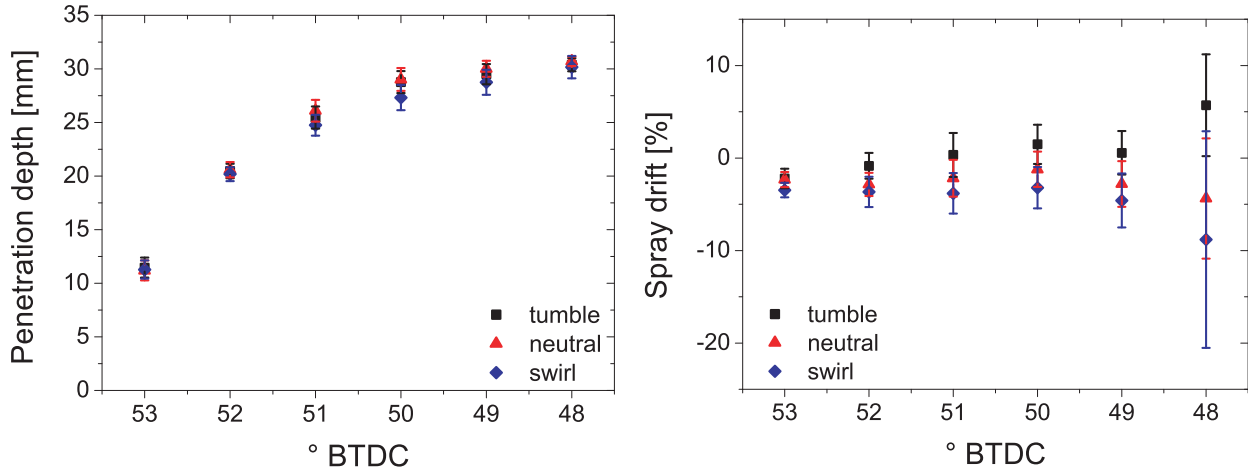 Penetration depth [mm]
35
30
25
20
15
10
5
0
53 52 51 50 49 48
° BTDC
tumble
neutral
swirl
Spray drift [%]
10
0
-10
-20
53 52 51 50 49 48
° BTDC
tumble
neutral
swirl